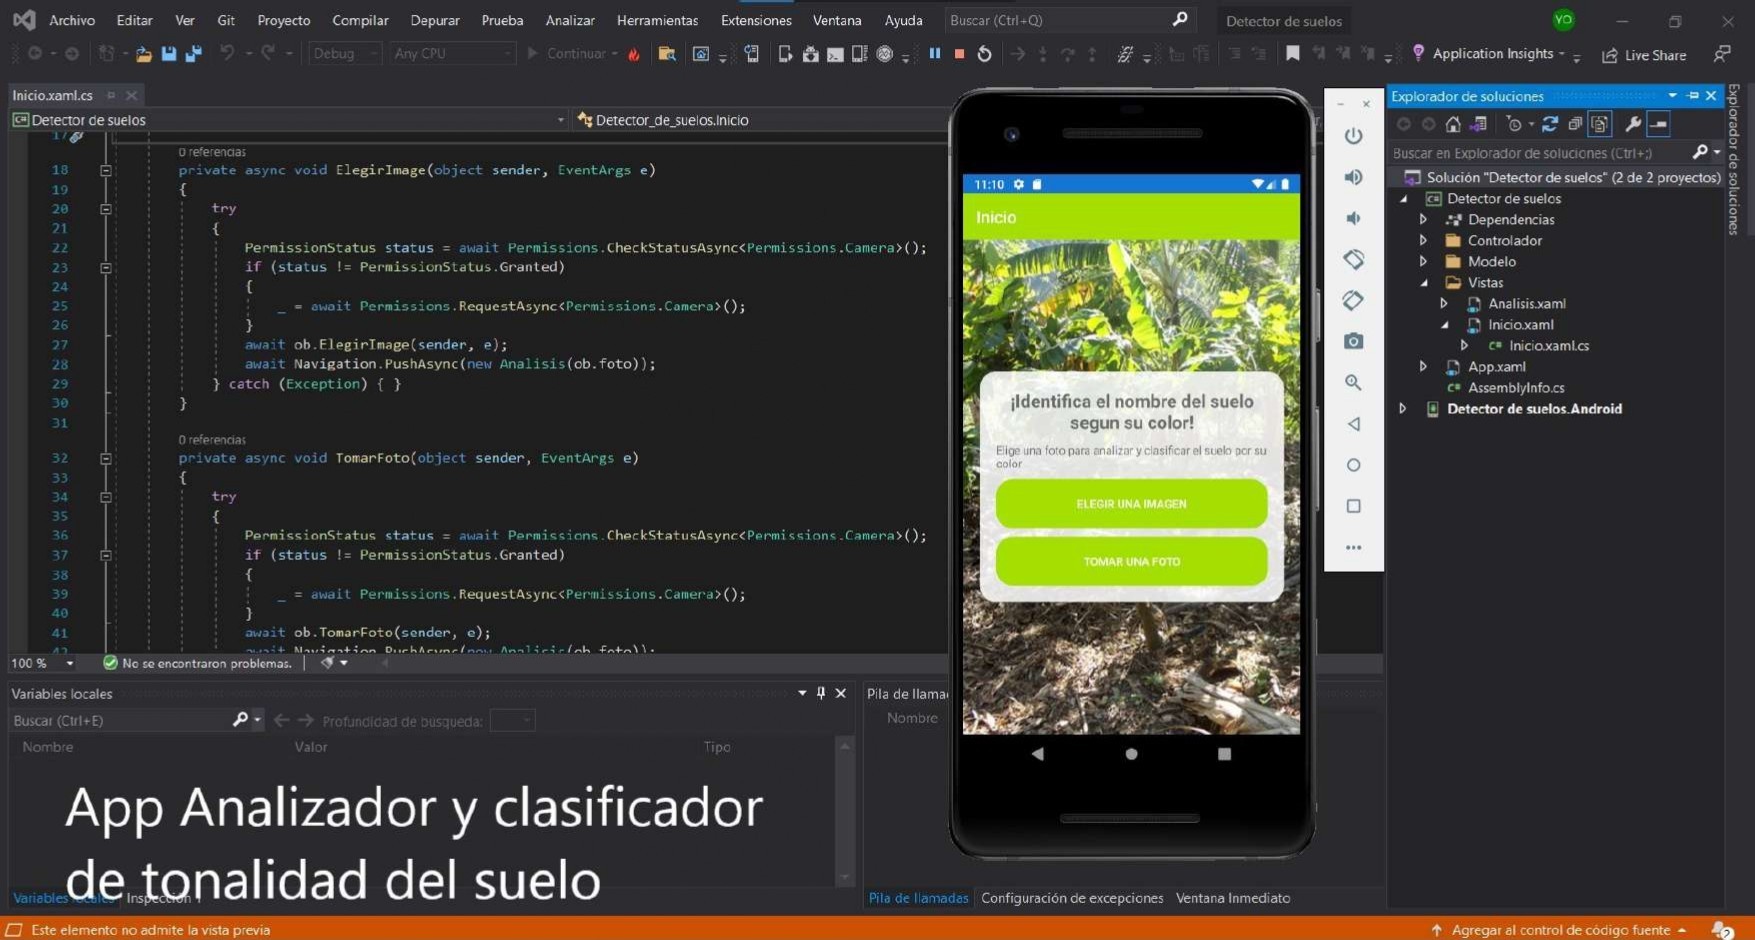 Archivo Editar Ver Git Proyecto Compilar Depurar Prueba Analizar Herramientas Extensiones Ventana Ayuda Buscar (Ctrl+Q) Detector de suelos YO
Debug Any CPU Continuar Application Insights Live Share
Inicio.xaml.cs
Detector de suelos Detector_de_suelos.Inicio
17
0 referencias
18 private async void ElegirImage(object sender, EventArgs e)
19 {
20 try
21 {
22 PermissionStatus status = await Permissions.CheckStatusAsync<Permissions.Camera>();
23 if (status != PermissionStatus.Granted)
24 {
25 _ = await Permissions.RequestAsync<Permissions.Camera>();
26 }
27 await ob.ElegirImage(sender, e);
28 await Navigation.PushAsync(new Analisis(ob.foto));
29 } catch (Exception) { }
30 }
31
0 referencias
32 private async void TomarFoto(object sender, EventArgs e)
33 {
34 try
35 {
36 PermissionStatus status = await Permissions.CheckStatusAsync<Permissions.Camera>();
37 if (status != PermissionStatus.Granted)
38 {
39 _ = await Permissions.RequestAsync<Permissions.Camera>();
40 }
41 await ob.TomarFoto(sender, e);
42 await Navigation.PushAsync(new Analisis(ob.foto));
100 % No se encontraron problemas.
11:10
Inicio
¡Identifica el nombre del suelo
segun su color!
Elige una foto para analizar y clasificar el suelo por su
color
ELEGIR UNA IMAGEN
TOMAR UNA FOTO
Explorador de soluciones
Buscar en Explorador de soluciones (Ctrl+;)
Solución "Detector de suelos" (2 de 2 proyectos)
Detector de suelos
Dependencias
Controlador
Modelo
Vistas
Analisis.xaml
Inicio.xaml
Inicio.xaml.cs
App.xaml
AssemblyInfo.cs
Detector de suelos.Android
Explorador de soluciones
Variables locales
Buscar (Ctrl+E) Profundidad de búsqueda:
Nombre Valor Tipo
App Analizador y clasificador
de tonalidad del suelo
Variables locales Inspección 1
Pila de llama
Nombre
Pila de llamadas Configuración de excepciones Ventana Inmediato
Este elemento no admite la vista previa Agregar al control de código fuente 2